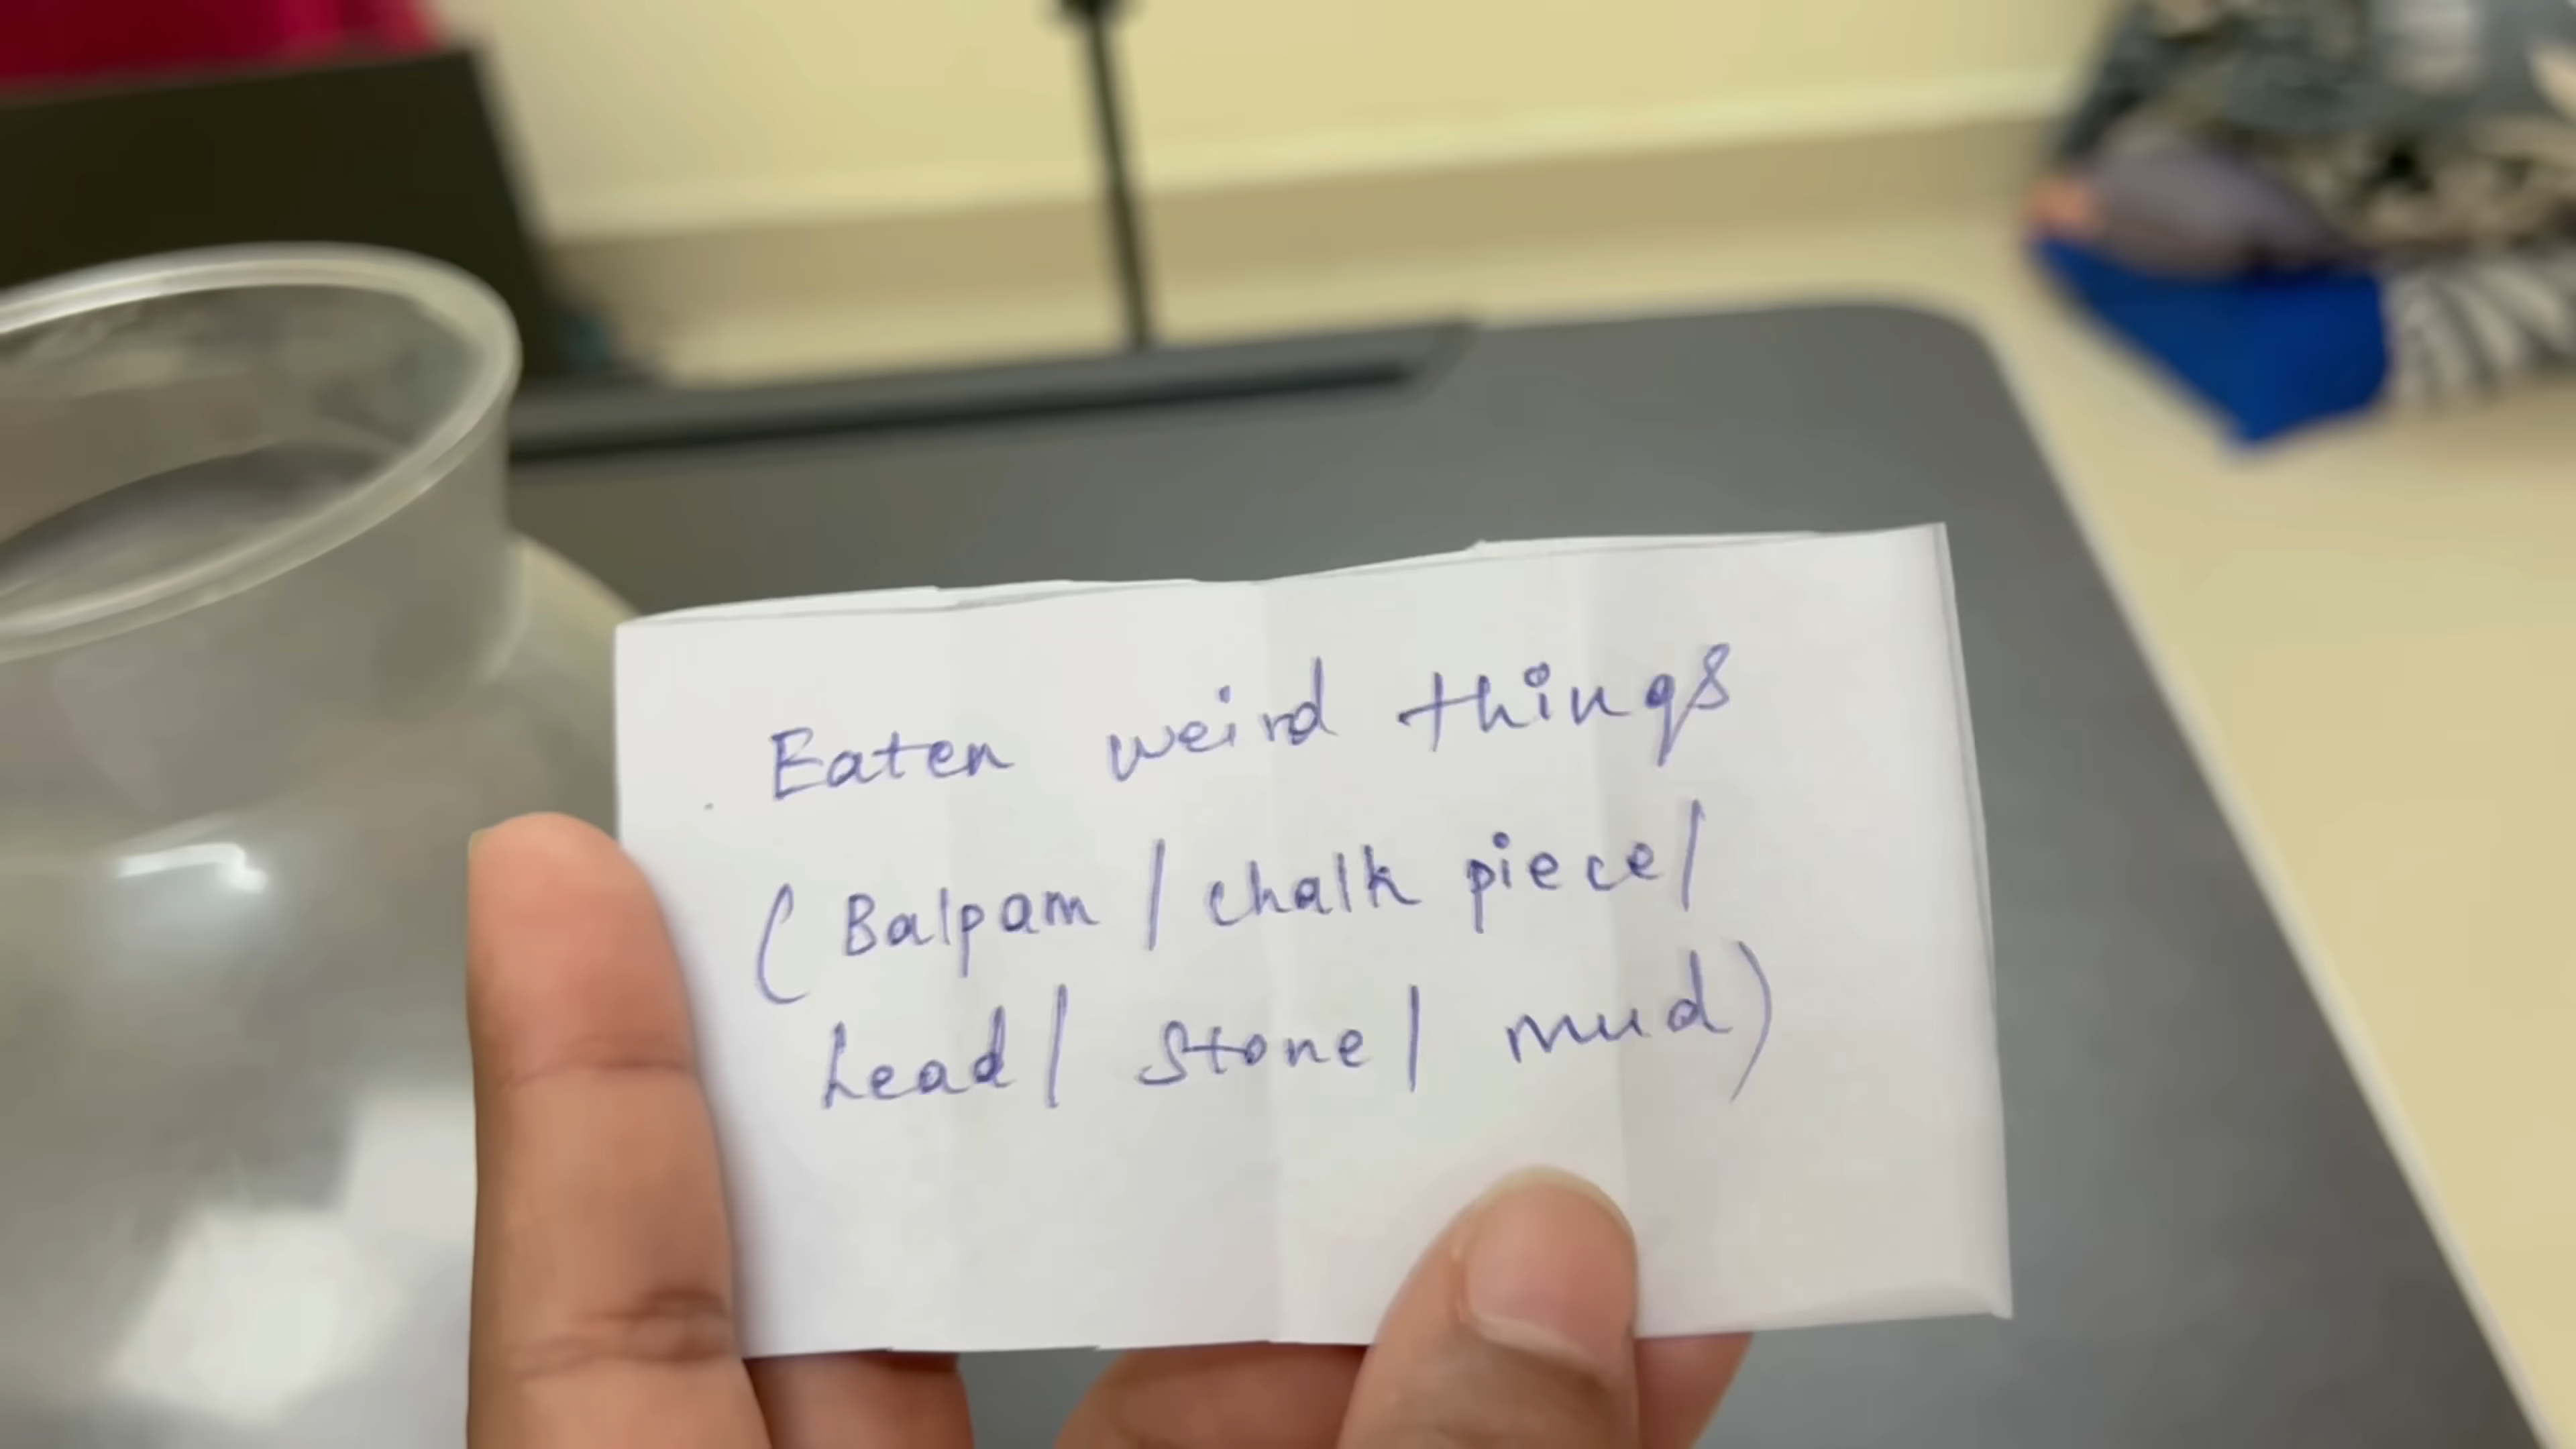 Eaten weird things
(Balpam / chalk piece /
Lead / Stone / mud)